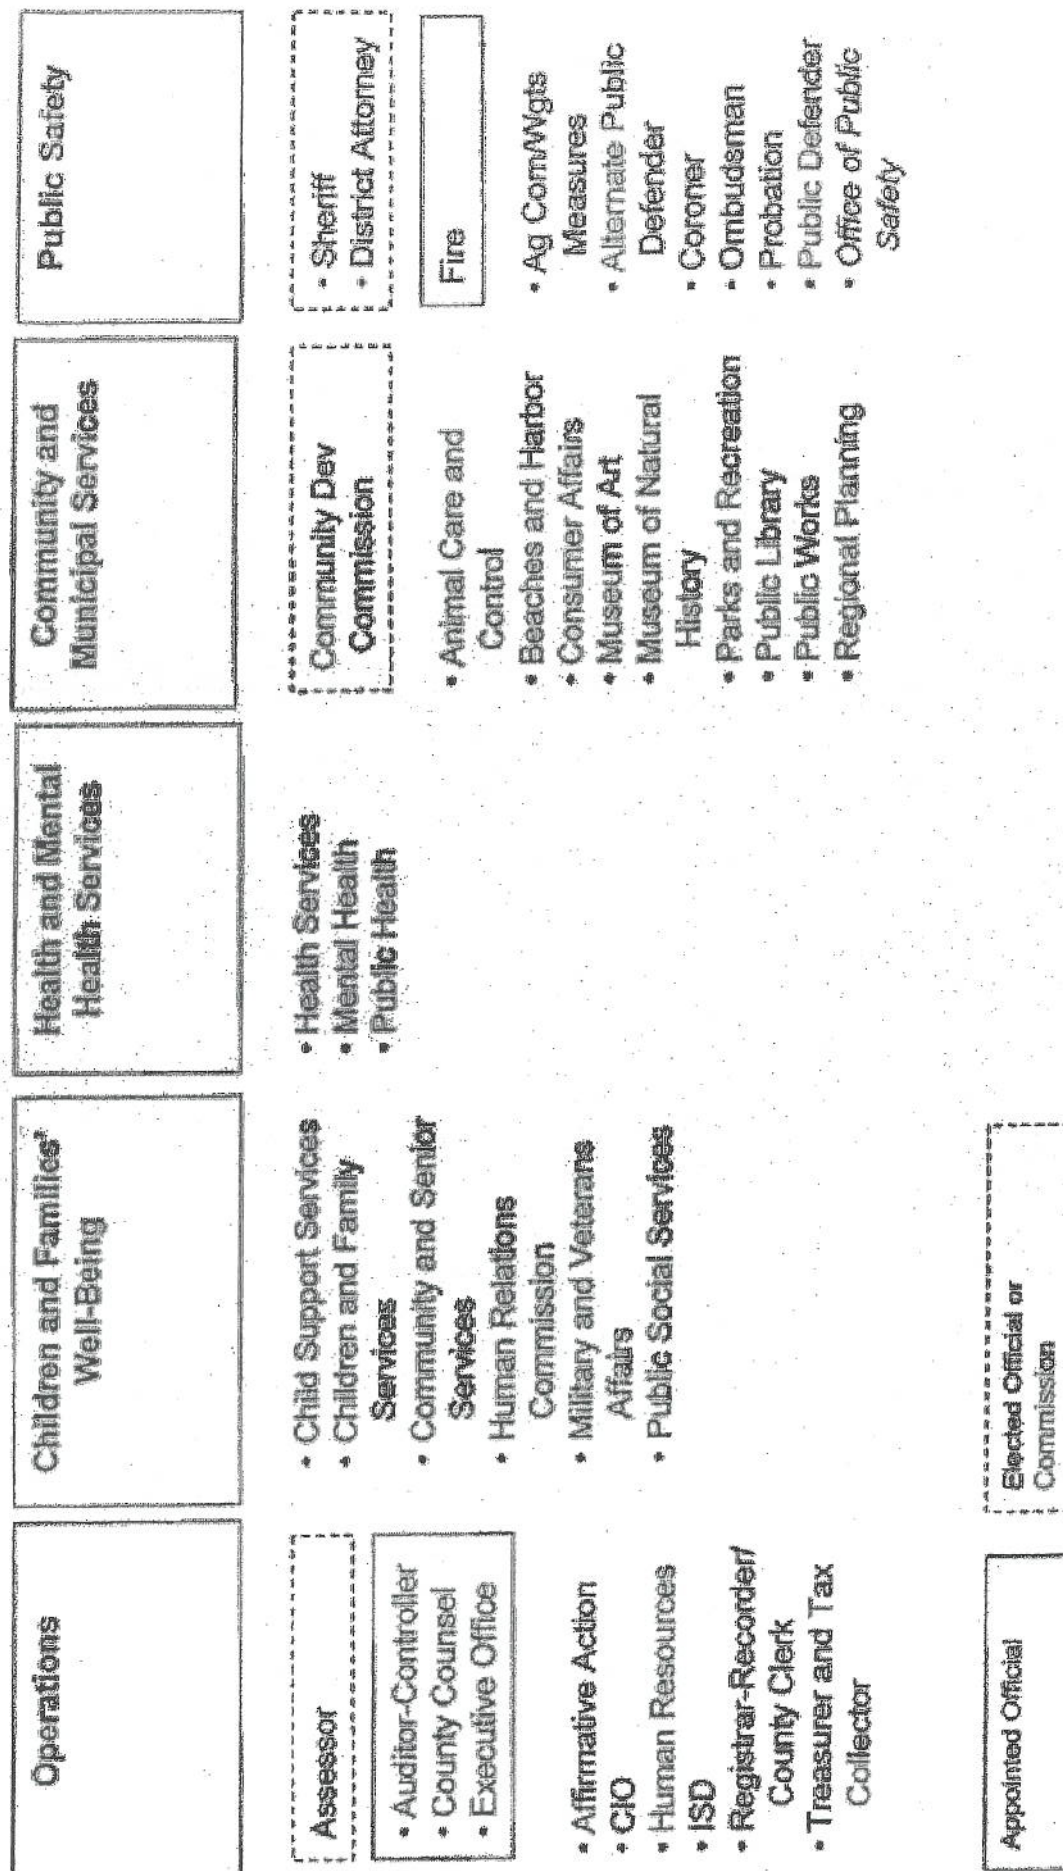 Operations
Assessor
• Auditor-Controller
• County Counsel
• Executive Office
• Affirmative Action
• CIO
• Human Resources
• ISD
• Registrar-Recorder/
County Clerk
• Treasurer and Tax
Collector
Children and Families'
Well-Being
• Child Support Services
• Children and Family
Services
• Community and Senior
Services
• Human Relations
Commission
• Military and Veterans
Affairs
• Public Social Services
Health and Mental
Health Services
• Health Services
• Mental Health
• Public Health
Community and
Municipal Services
Community Dev
Commission
• Animal Care and
Control
• Beaches and Harbor
• Consumer Affairs
• Museum of Art
• Museum of Natural
History
• Parks and Recreation
• Public Library
• Public Works
• Regional Planning
Public Safety
• Sheriff
• District Attorney
Fire
• Ag Com/Wgts
Measures
• Alternate Public
Defender
• Coroner
• Ombudsman
• Probation
• Public Defender
• Office of Public
Safety
Appointed Official
Elected Official or
Commission